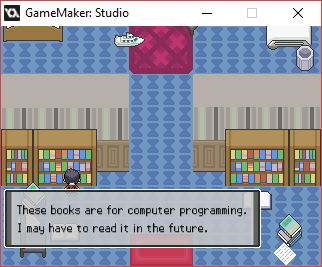 GameMaker: Studio
These books are for computer programming.
I may have to read it in the future.